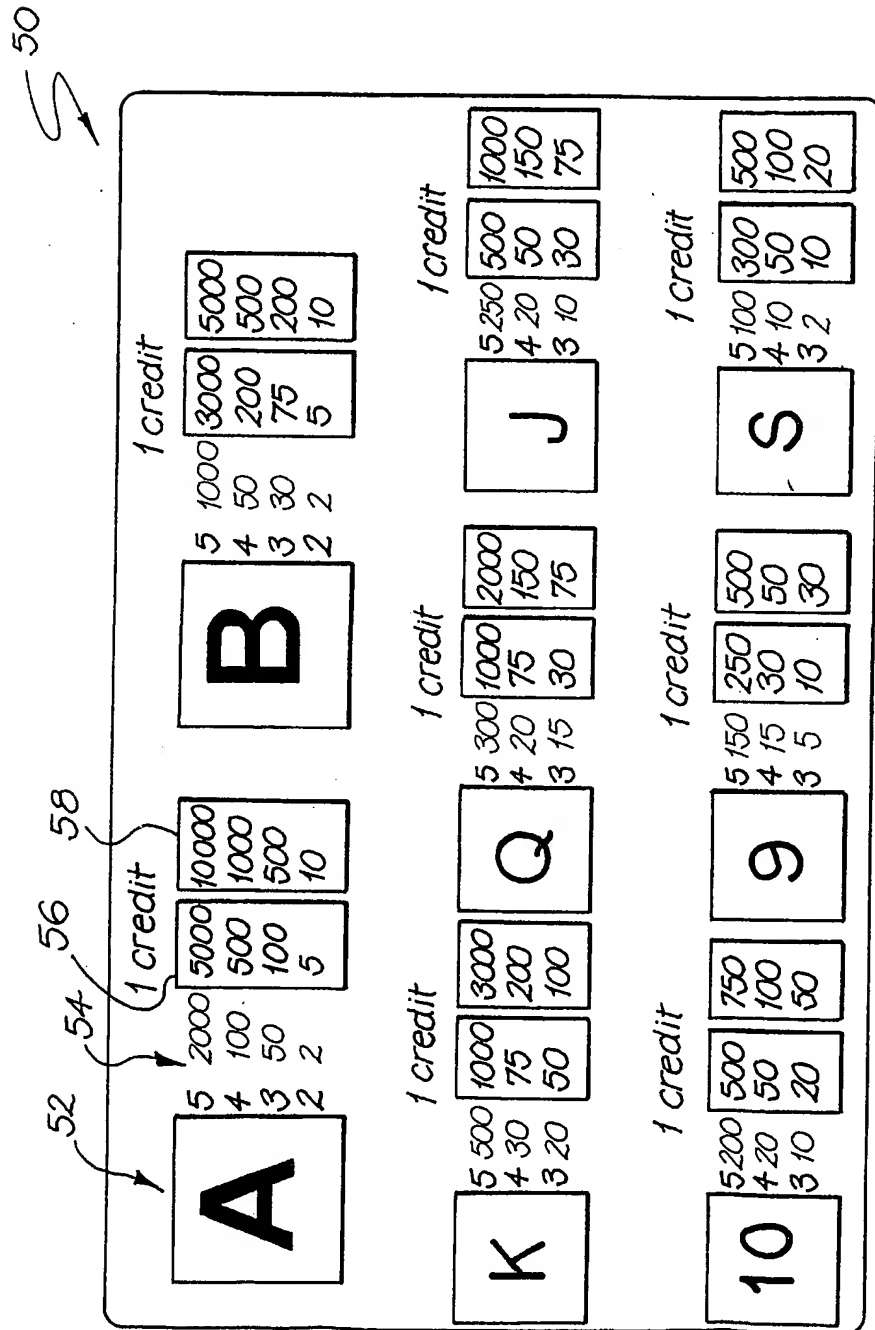 50
52
54
56
58
1 credit
A
5 2000 5000 10000
4 100 500 1000
3 50 100 500
2 2 5 10
1 credit
B
5 1000 3000 5000
4 50 200 500
3 30 75 200
2 2 5 10
1 credit
K
5 500 1000 3000
4 30 75 200
3 20 50 100
1 credit
Q
5 300 1000 2000
4 20 75 150
3 15 30 75
1 credit
J
5 250 500 1000
4 20 50 150
3 10 30 75
1 credit
10
5 200 500 750
4 20 50 100
3 10 20 50
1 credit
9
5 150 250 500
4 15 30 50
3 5 10 30
1 credit
S
5 100 300 500
4 10 50 100
3 2 10 20